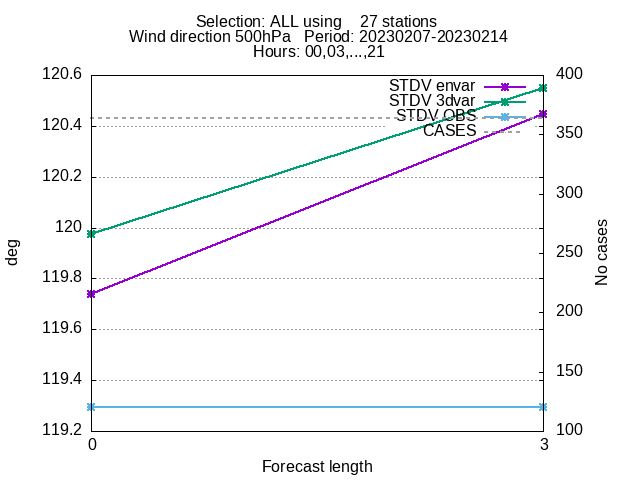 Selection: ALL using    27 stations
Wind direction 500hPa   Period: 20230207-20230214
Hours: 00,03,...,21
120.6
120.4
120.2
120
119.8
119.6
119.4
119.2
deg
STDV envar
STDV 3dvar
STDV OBS
CASES
400
350
300
250
200
150
100
No cases
0
3
Forecast length